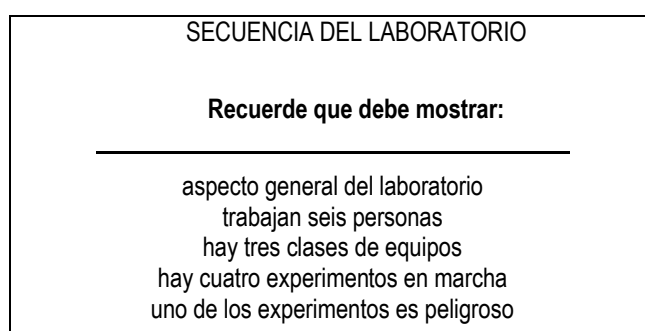 SECUENCIA DEL LABORATORIO
Recuerde que debe mostrar:
aspecto general del laboratorio
trabajan seis personas
hay tres clases de equipos
hay cuatro experimentos en marcha
uno de los experimentos es peligroso